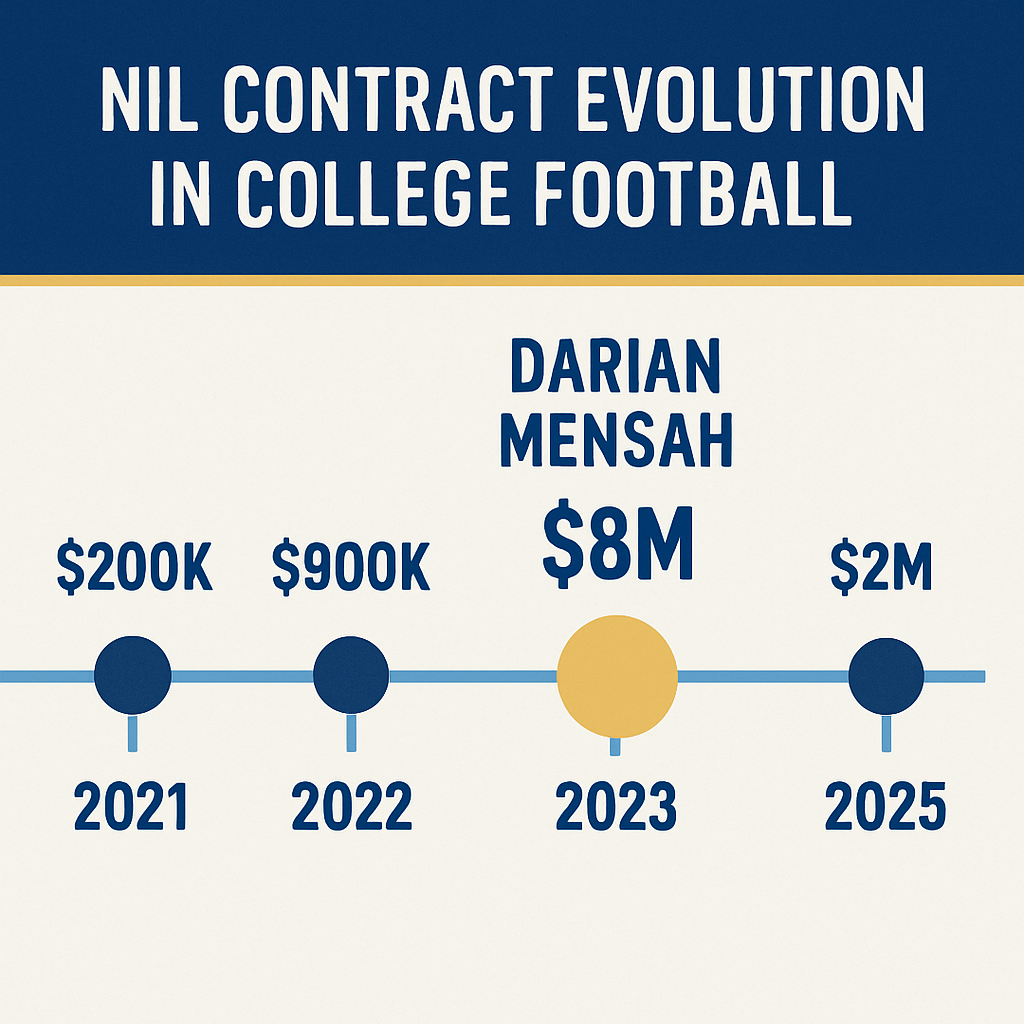 NIL CONTRACT EVOLUTION
IN COLLEGE FOOTBALL
DARIAN
MENSAH
$200K
$900K
$8M
$2M
2021
2022
2023
2025